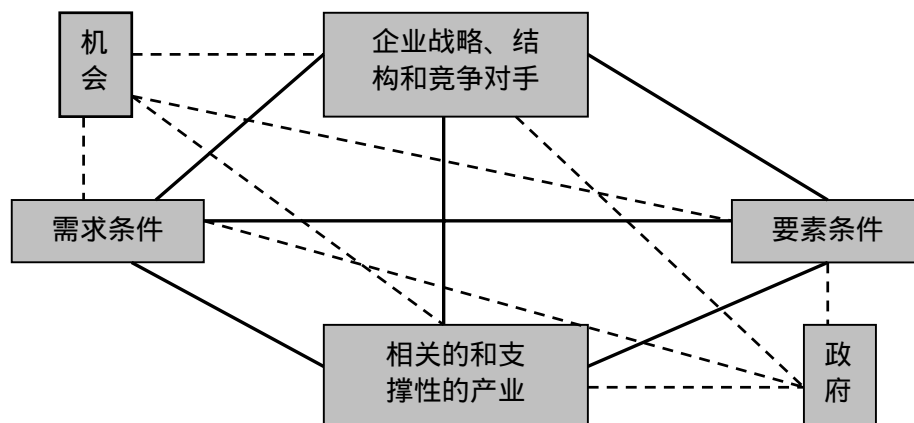 机
会
企业战略、结
构和竞争对手
需求条件
要素条件
相关的和支
撑性的产业
政
府